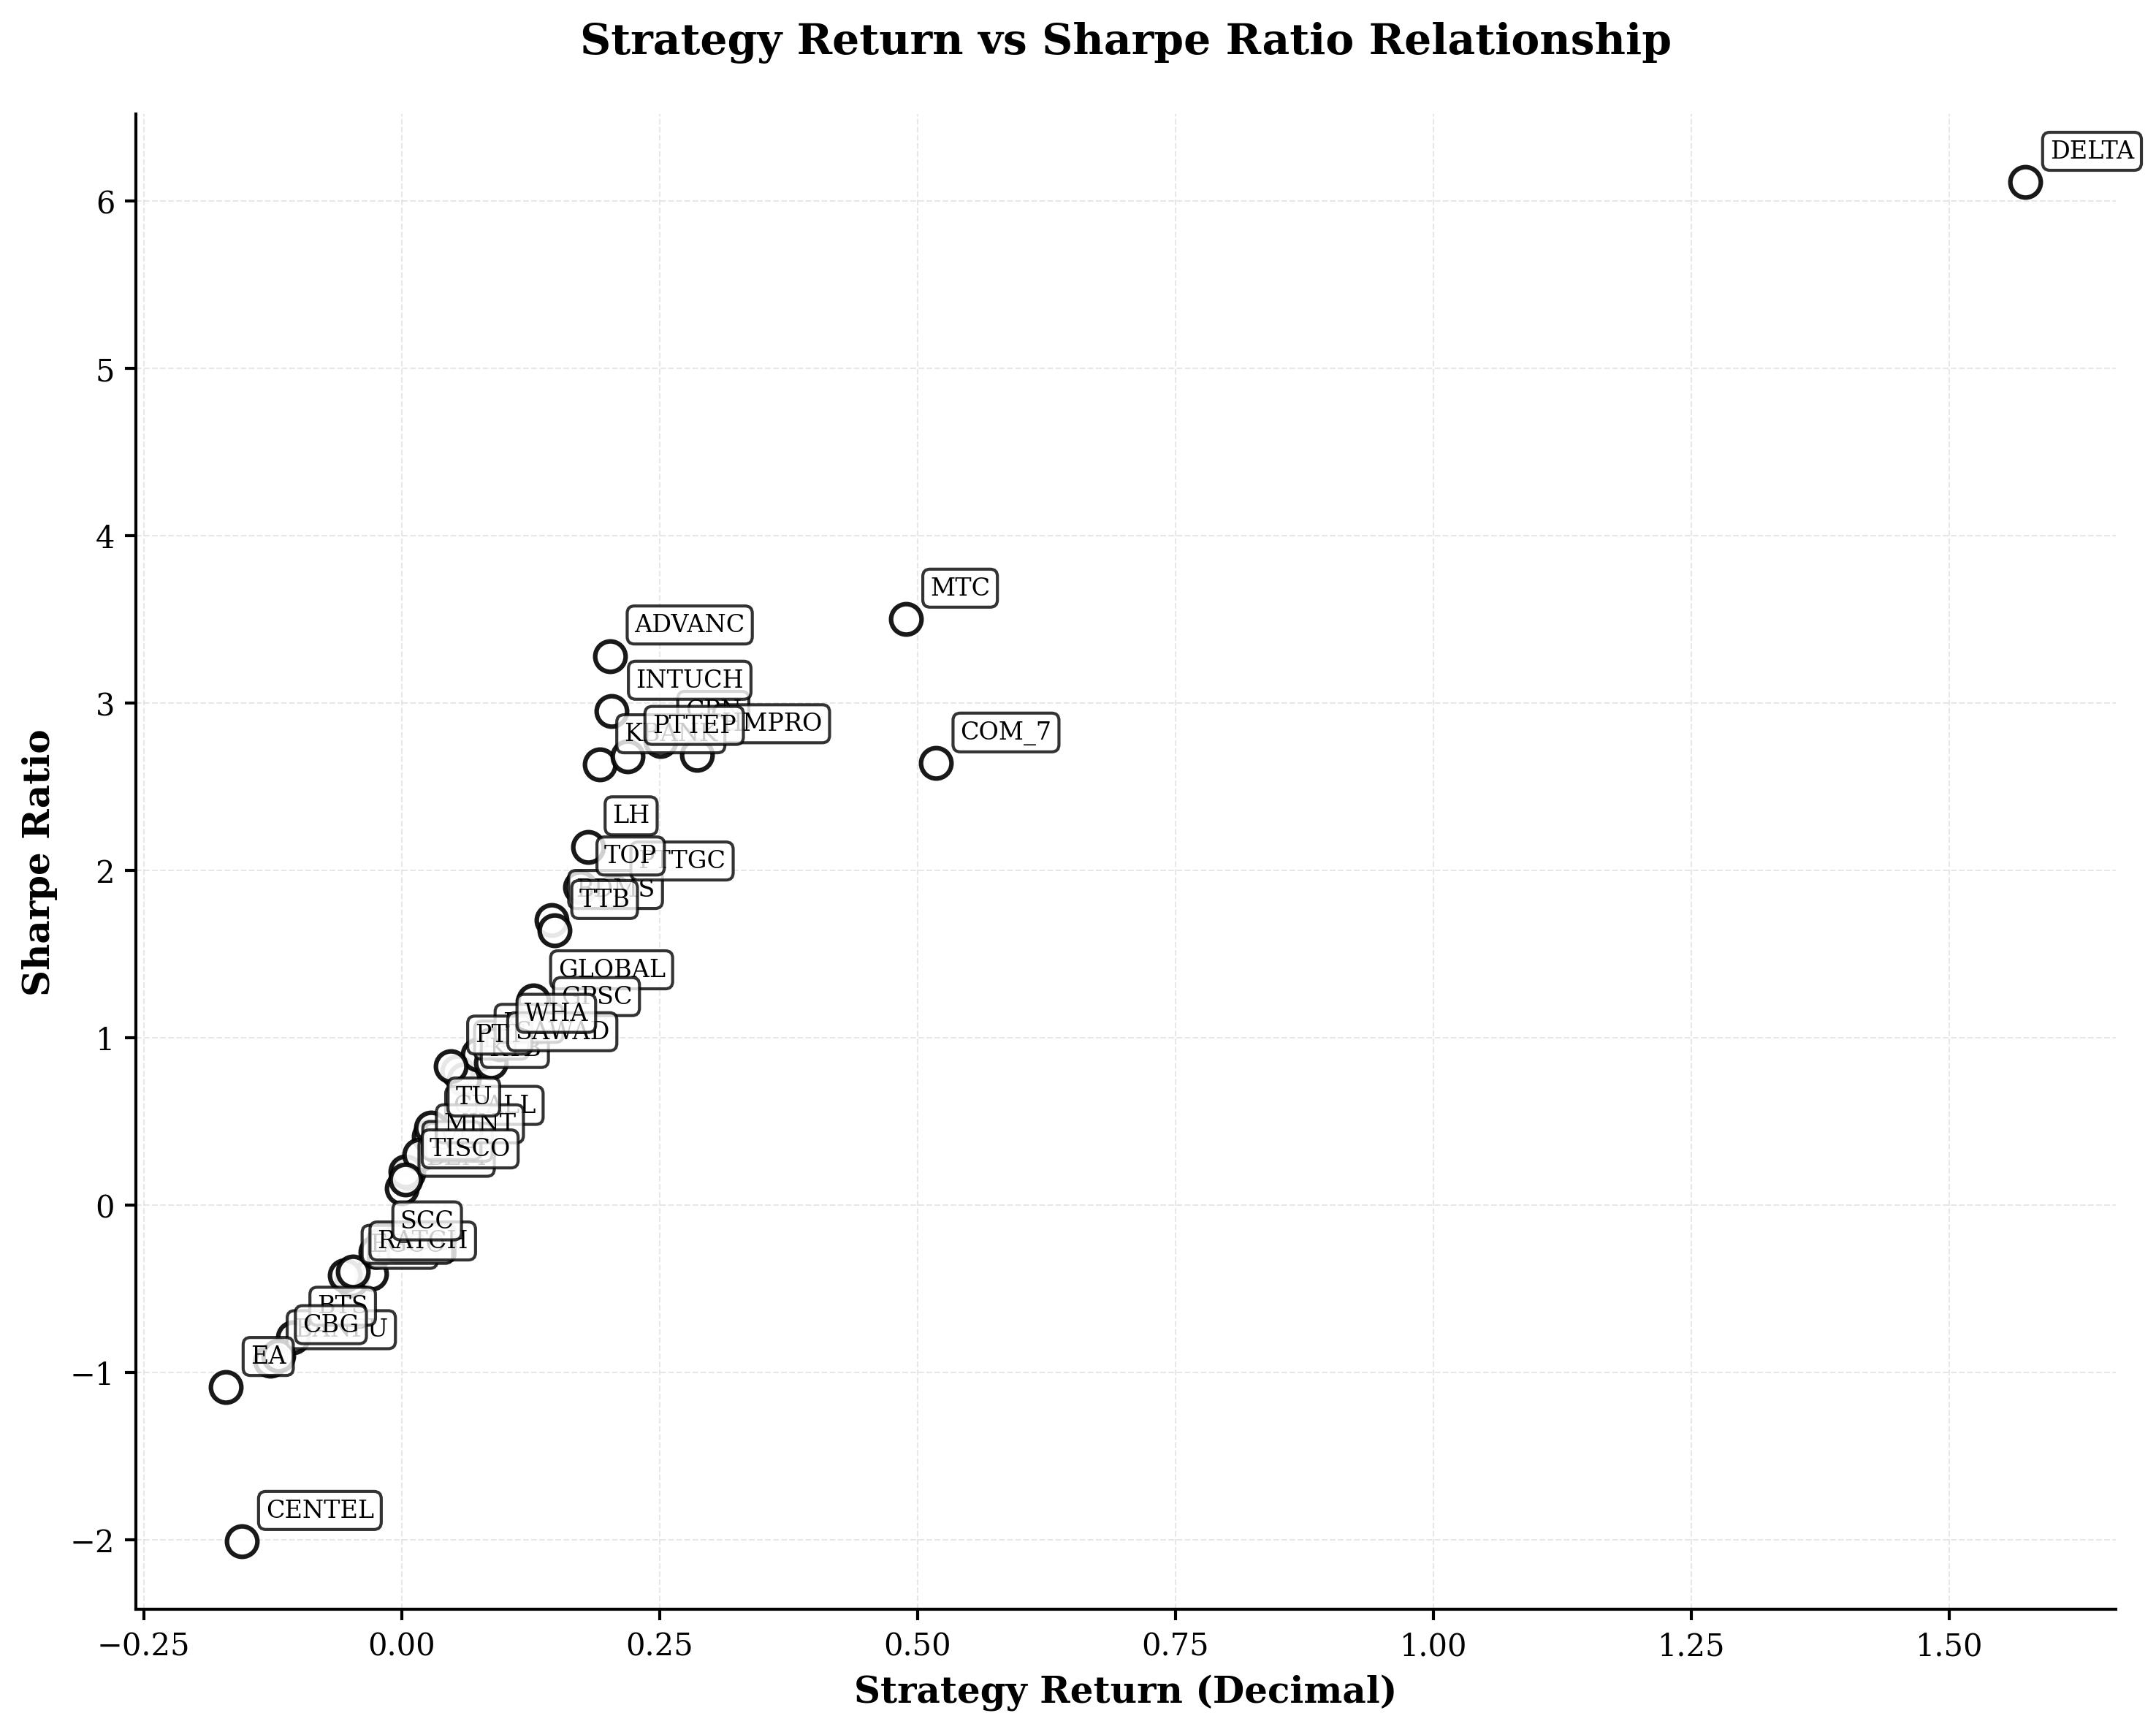 Strategy Return vs Sharpe Ratio Relationship
Sharpe Ratio
6
5
4
3
2
1
0
−1
−2
DELTA
MTC
ADVANC
INTUCH
COM_7
PTTEP
LH
TOP
TTB
GLOBAL
GPSC
WHA
SAWAD
TU
MINT
TISCO
SCC
RATCH
BTS
CBG
EA
CENTEL
−0.25
0.00
0.25
0.50
0.75
1.00
1.25
1.50
Strategy Return (Decimal)